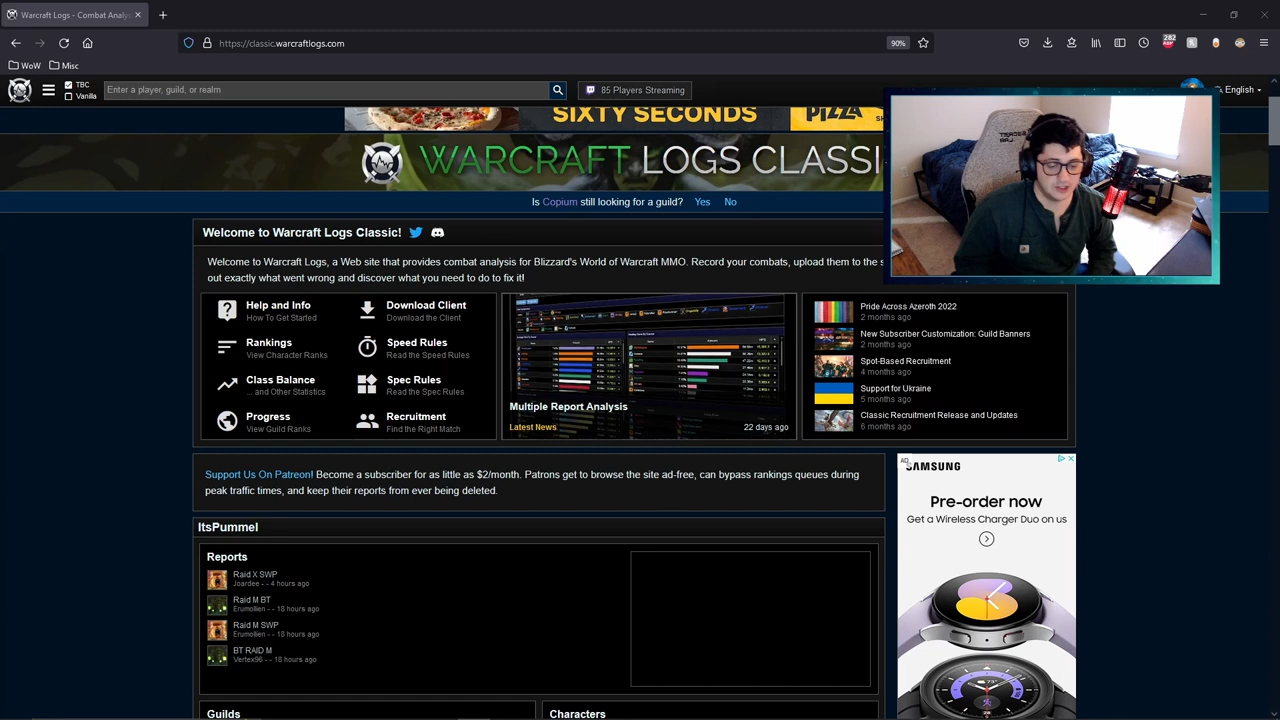 Warcraft Logs - Combat Analy
https://classic.warcraftlogs.com
90%
282
ABP
WoW
Misc
TBC
Vanilla
Enter a player, guild, or realm
85 Players Streaming
English
SIXTY SECONDS
PIZZA
WARCRAFT LOGS CLASSI
Is Copium still looking for a guild? Yes No
Welcome to Warcraft Logs Classic!
Welcome to Warcraft Logs, a Web site that provides combat analysis for Blizzard's World of Warcraft MMO. Record your combats, upload them to the s
out exactly what went wrong and discover what you need to do to fix it!
Help and Info
How To Get Started
Download Client
Download the Client
Rankings
View Character Ranks
Speed Rules
Read the Speed Rules
Class Balance
... and Other Statistics
Spec Rules
Read the Spec Rules
Progress
View Guild Ranks
Recruitment
Find the Right Match
Multiple Report Analysis
Latest News
22 days ago
Pride Across Azeroth 2022
2 months ago
New Subscriber Customization: Guild Banners
2 months ago
Spot-Based Recruitment
4 months ago
Support for Ukraine
5 months ago
Classic Recruitment Release and Updates
6 months ago
Support Us On Patreon! Become a subscriber for as little as $2/month. Patrons get to browse the site ad-free, can bypass rankings queues during
peak traffic times, and keep their reports from ever being deleted.
ItsPummel
Reports
Raid X SWP
Joardee - - 4 hours ago
Raid M BT
Erumollien - - 18 hours ago
Raid M SWP
Erumollien - - 18 hours ago
BT RAID M
Vertex96 - - 18 hours ago
Guilds
Characters
AD
SAMSUNG
Pre-order now
Get a Wireless Charger Duo on us